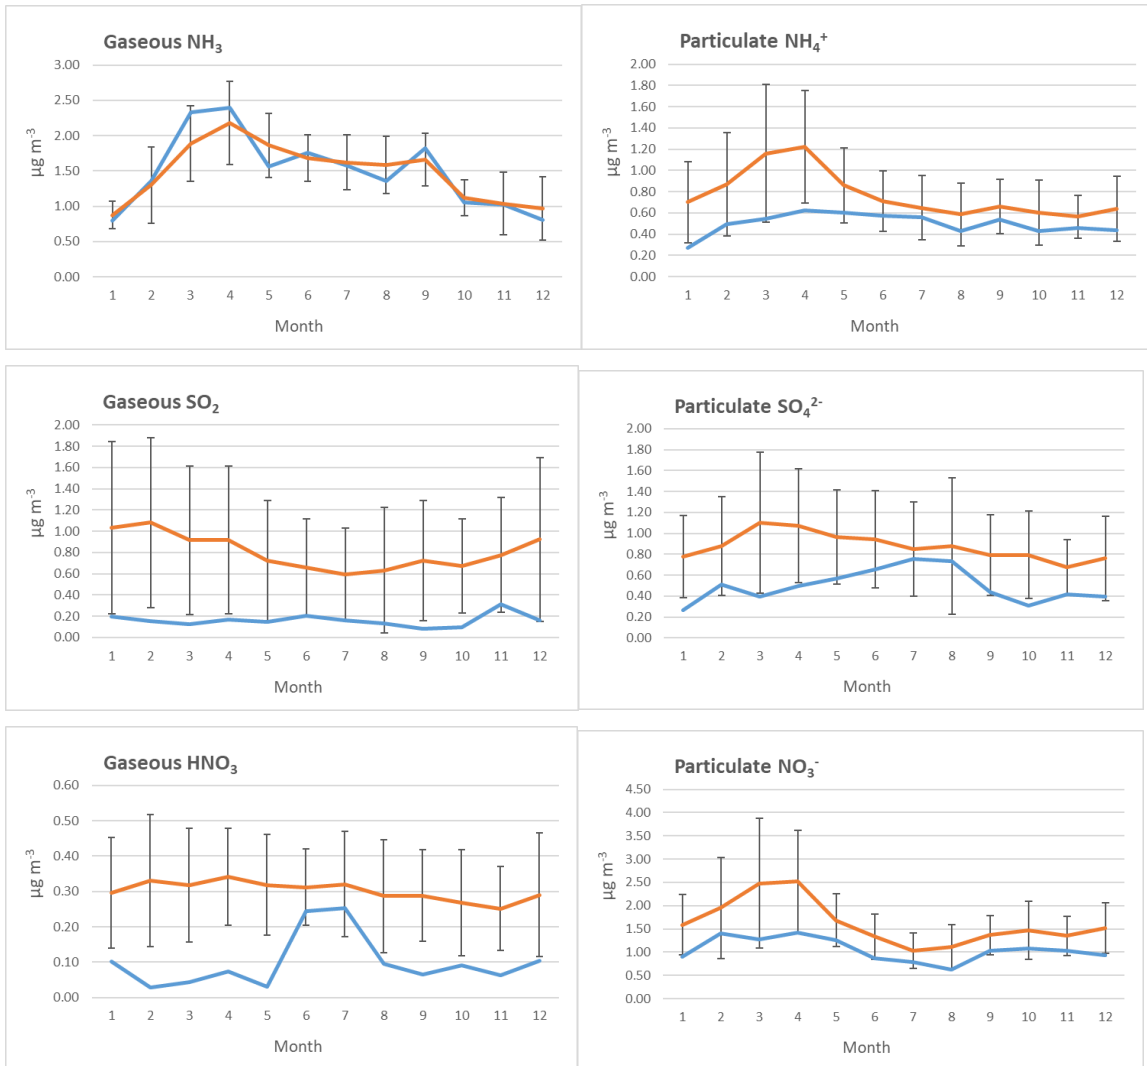 Gaseous NH₃
3.00
2.50
2.00
1.50
1.00
0.50
0.00
µg m⁻³
1 2 3 4 5 6 7 8 9 10 11 12
Month
Particulate NH₄⁺
2.00
1.80
1.60
1.40
1.20
1.00
0.80
0.60
0.40
0.20
0.00
µg m⁻³
1 2 3 4 5 6 7 8 9 10 11 12
Month
Gaseous SO₂
2.00
1.80
1.60
1.40
1.20
1.00
0.80
0.60
0.40
0.20
0.00
µg m⁻³
1 2 3 4 5 6 7 8 9 10 11 12
Month
Particulate SO₄²⁻
2.00
1.80
1.60
1.40
1.20
1.00
0.80
0.60
0.40
0.20
0.00
µg m⁻³
1 2 3 4 5 6 7 8 9 10 11 12
Month
Gaseous HNO₃
0.60
0.50
0.40
0.30
0.20
0.10
0.00
µg m⁻³
1 2 3 4 5 6 7 8 9 10 11 12
Month
Particulate NO₃⁻
4.50
4.00
3.50
3.00
2.50
2.00
1.50
1.00
0.50
0.00
µg m⁻³
1 2 3 4 5 6 7 8 9 10 11 12
Month